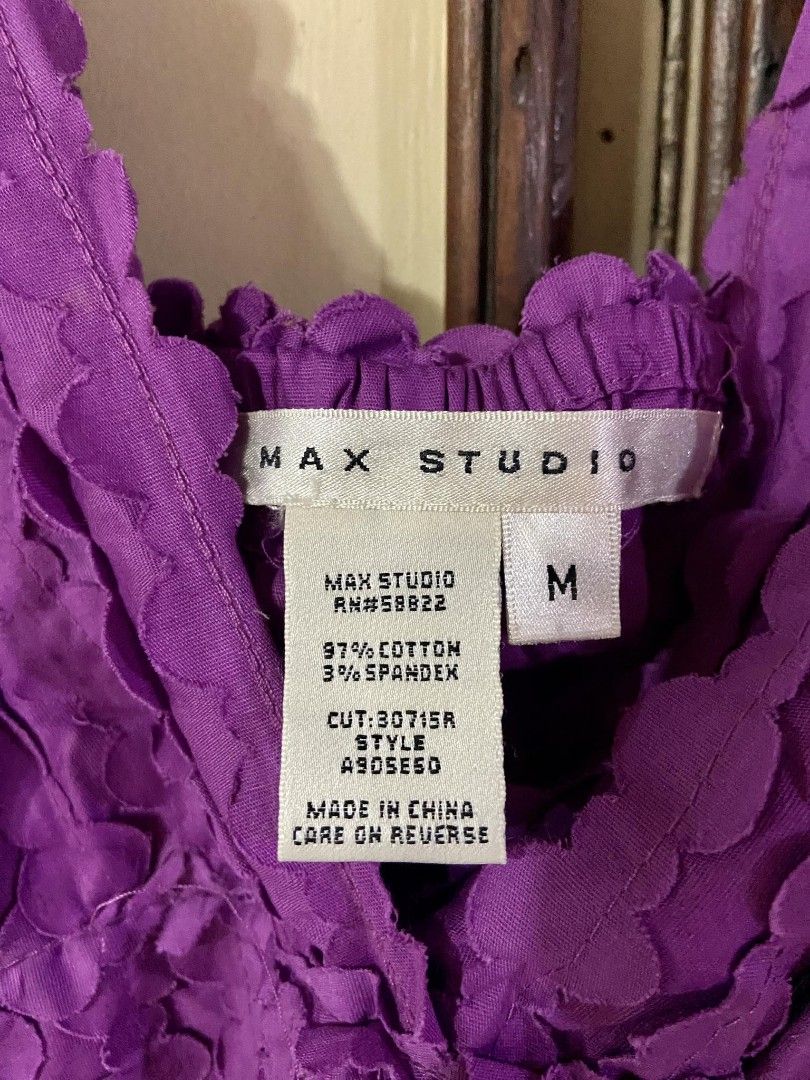 MAX STUDIO
M
MAX STUDIO
RN#58822
97% COTTON
3% SPANDEX
CUT:30715R
STYLE
A905E50
MADE IN CHINA
CARE ON REVERSE